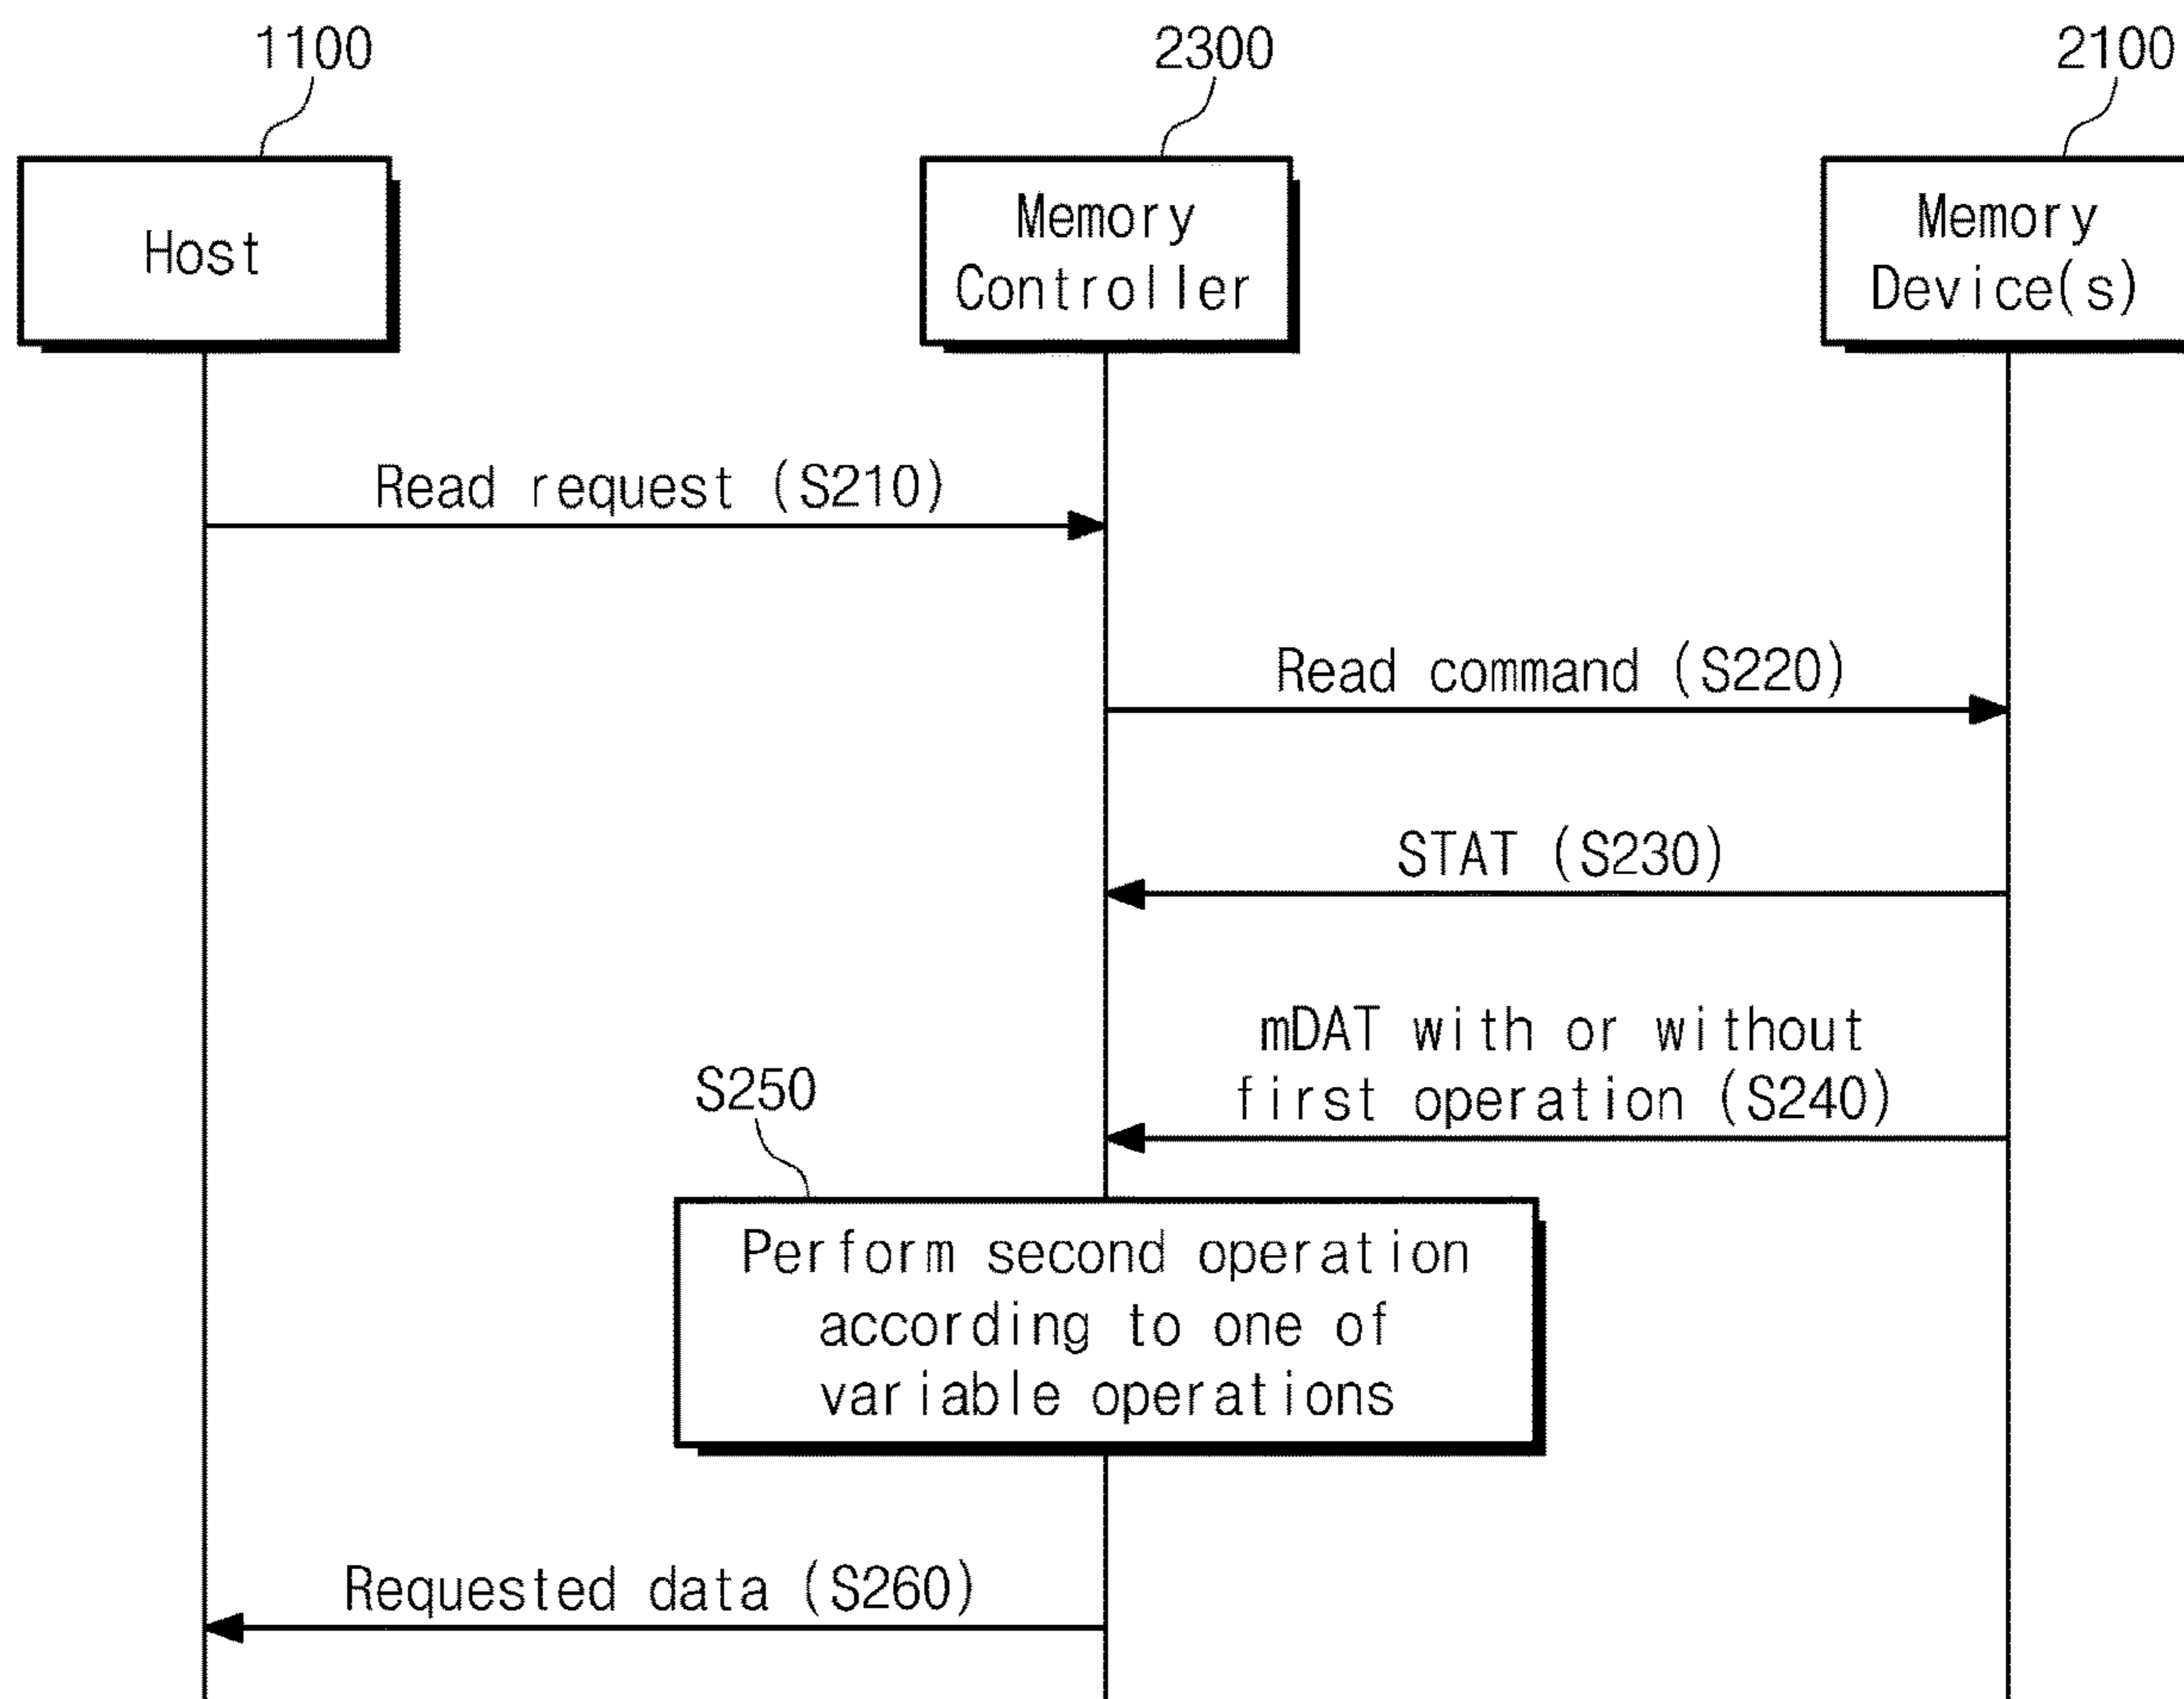 1100
2300
2100
Host
Memory
Controller
Memory
Device(s)
Read request (S210)
Read command (S220)
STAT (S230)
mDAT with or without
first operation (S240)
S250
Perform second operation
according to one of
variable operations
Requested data (S260)